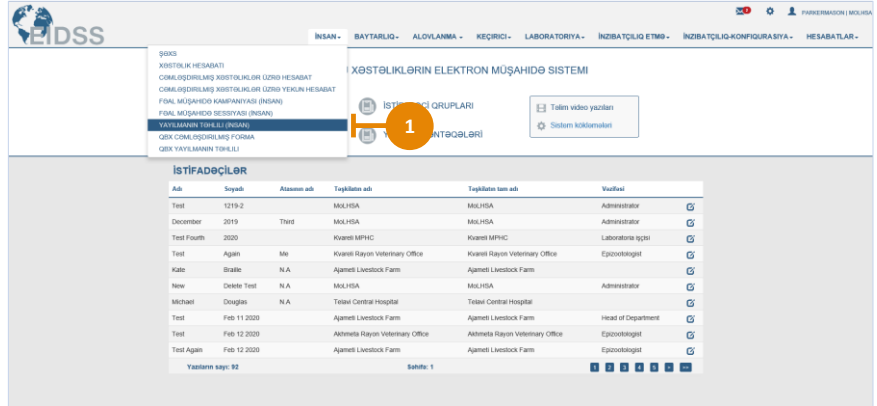 PARKERMASON | MOLHSA
EIDSS
İNSAN BAYTARLIQ ALOVLANMA KEÇIRICI LABORATORIYA İNZIBATÇILIQ ETMƏ İNZIBATÇILIQ-KONFIQURASIYA HESABATLAR
ŞƏXS
XƏSTƏLIK HESABATI
CƏMLƏŞDIRILMIŞ XƏSTƏLIKLƏR ÜZRƏ HESABAT
CƏMLƏŞDIRILMIŞ XƏSTƏLIKLƏR ÜZRƏ YEKUN HESABAT
FƏAL MÜŞAHIDƏ KAMPANIYASI (İNSAN)
FƏAL MÜŞAHIDƏ SESSIYASI (İNSAN)
YAYILMANIN TƏHLILI (İNSAN)
QBX CƏMLƏŞDIRILMIŞ FORMA
QBX YAYILMANIN TƏHLILI
XƏSTƏLIKLƏRIN ELEKTRON MÜŞAHIDƏ SISTEMI
QRUPLARI
1
Təlim video yazıları
Sistem kökləmələri
İSTİFADƏÇİLƏR
Adı Soyadı Atasının adı Təşkilatın adı Təşkilatın tam adı Vəzifəsi
Test 1219-2 MoLHSA MoLHSA Administrator
December 2019 Third MoLHSA MoLHSA Administrator
Test Fourth 2020 Kvareli MPHC Kvareli MPHC Laboratoria işçisi
Test Again Me Kvareli Rayon Veterinary Office Kvareli Rayon Veterinary Office Epizootologist
Kate Braille N.A Ajameti Livestock Farm Ajameti Livestock Farm
New Delete Test N.A MoLHSA MoLHSA Administrator
Michael Douglas N.A Telavi Central Hospital Telavi Central Hospital
Test Feb 11 2020 Ajameti Livestock Farm Ajameti Livestock Farm Head of Department
Test Feb 12 2020 Akhmeta Rayon Veterinary Office Akhmeta Rayon Veterinary Office Epizootologist
Test Again Feb 12 2020 Ajameti Livestock Farm Ajameti Livestock Farm Epizootologist
Yazıların sayı: 92 Səhifə: 1 1 2 3 4 5 > >>